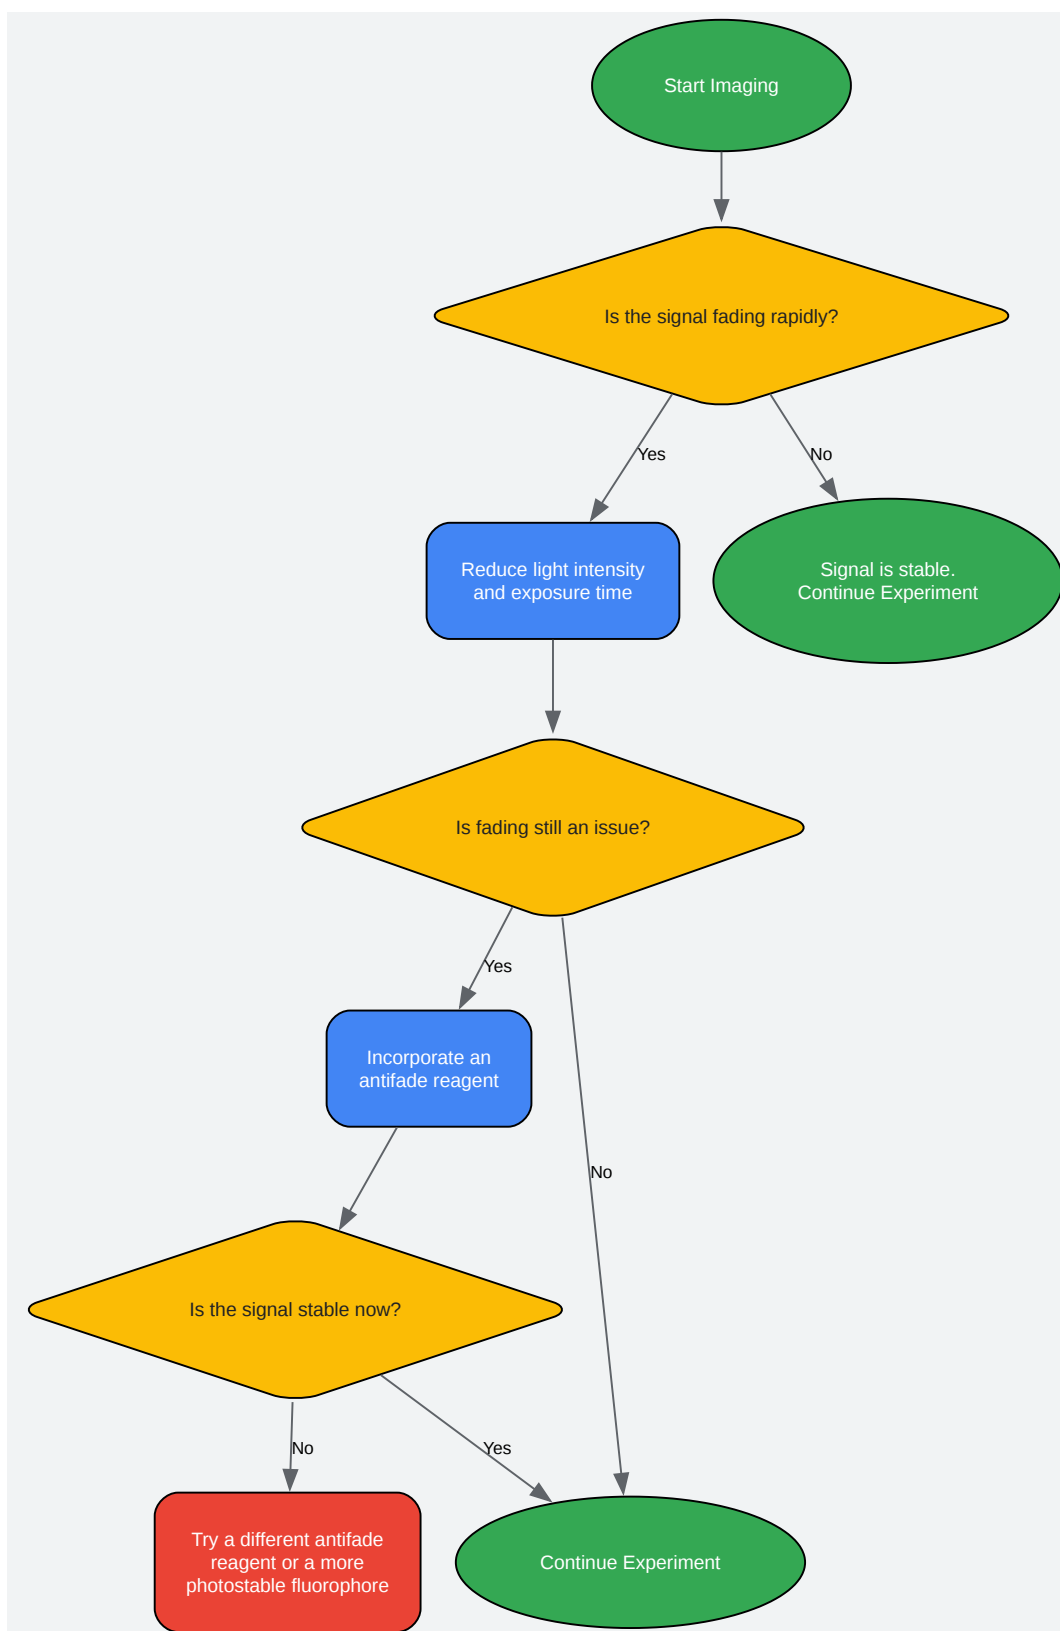 Start Imaging
Is the signal fading rapidly?
Yes
No
Reduce light intensity
and exposure time
Signal is stable.
Continue Experiment
Is fading still an issue?
Yes
Incorporate an
antifade reagent
No
Is the signal stable now?
No
Yes
Try a different antifade
reagent or a more
photostable fluorophore
Continue Experiment